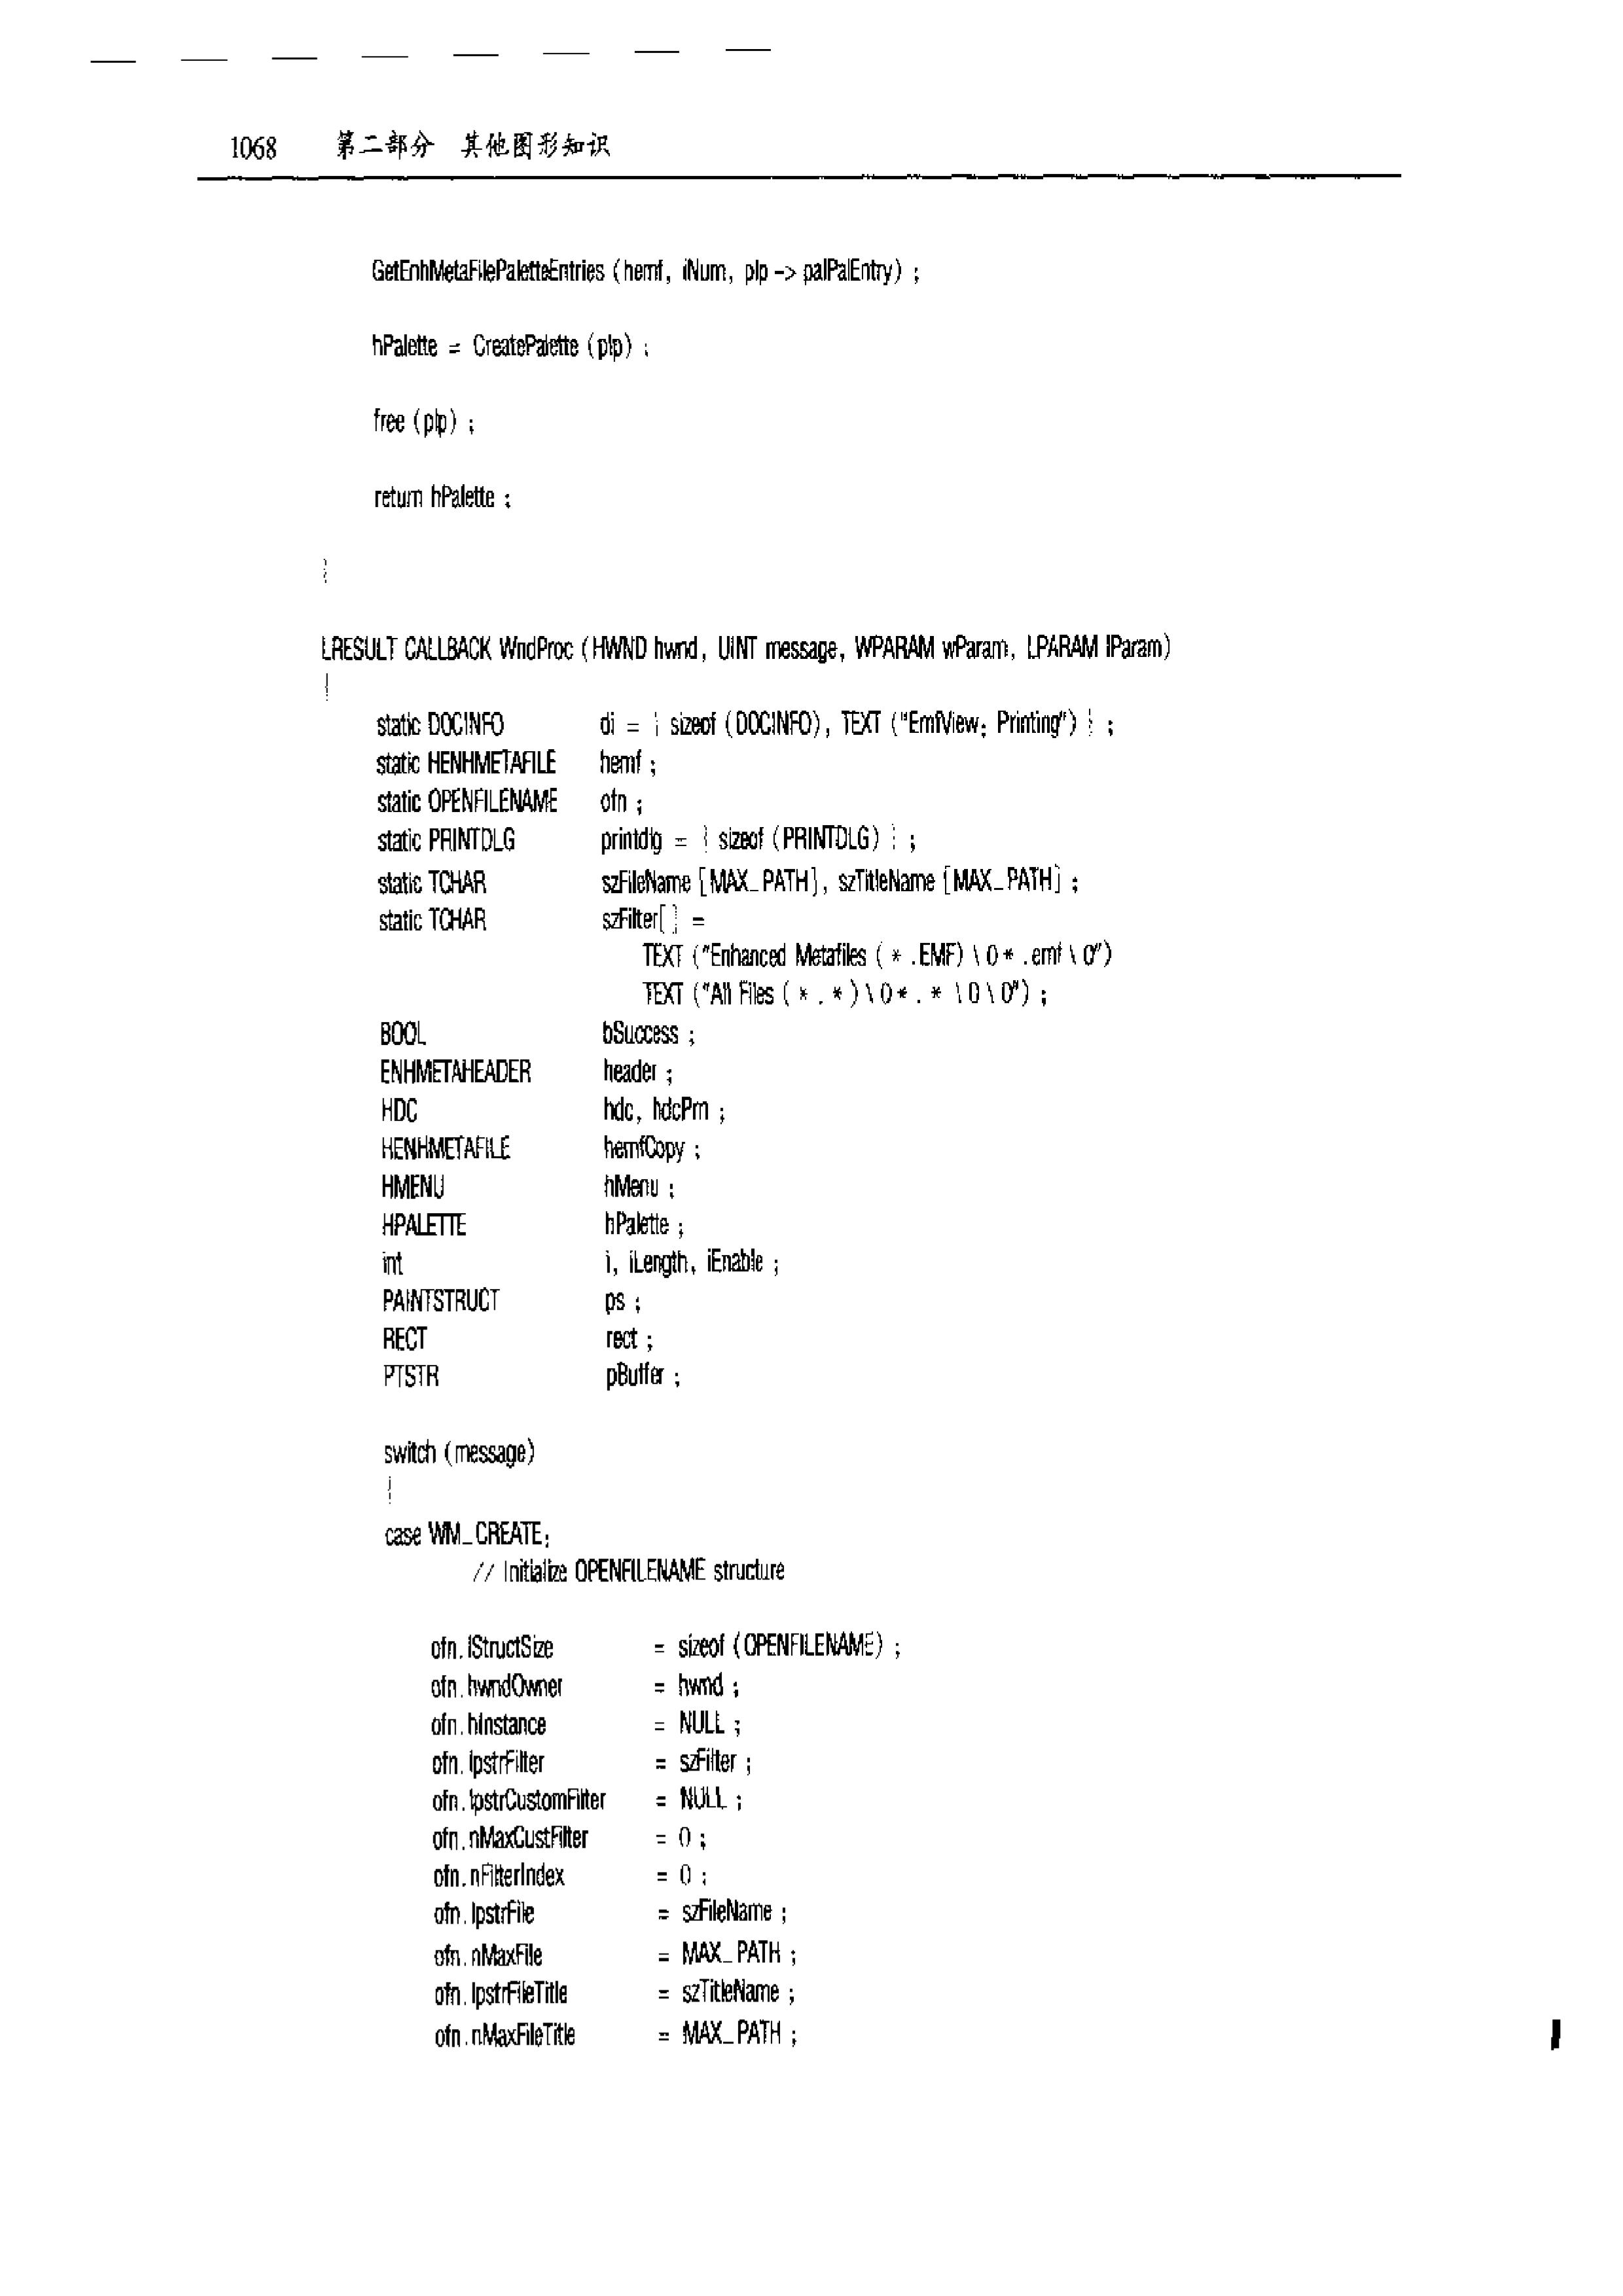 1068 第二部分 其他图形知识
GetEnhMetaFilePaletteEntries (hemf, iNum, plp -> palPalEntry) ;
hPalette = CreatePalette (plp) ;
free (plp) ;
return hPalette ;
}
LRESULT CALLBACK WndProc (HWND hwnd, UINT message, WPARAM wParam, LPARAM lParam)
{
static DOCINFO di = { sizeof (DOCINFO), TEXT ("EmfView: Printing") } ;
static HENHMETAFILE hemf ;
static OPENFILENAME ofn ;
static PRINTDLG printdlg = { sizeof (PRINTDLG) } ;
static TCHAR szFileName [MAX_PATH], szTitleName [MAX_PATH] ;
static TCHAR szFilter[] =
TEXT ("Enhanced Metafiles ( * .EMF) \ 0 * .emf \ 0")
TEXT ("All Files ( * . * ) \ 0 * . * \ 0 \ 0") ;
BOOL bSuccess ;
ENHMETAHEADER header ;
HDC hdc, hdcPrn ;
HENHMETAFILE hemfCopy ;
HMENU hMenu ;
HPALETTE hPalette ;
int i, iLength, iEnable ;
PAINTSTRUCT ps ;
RECT rect ;
PTSTR pBuffer ;
switch (message)
{
case WM_CREATE:
// Initialize OPENFILENAME structure
ofn.lStructSize = sizeof (OPENFILENAME) ;
ofn.hwndOwner = hwnd ;
ofn.hInstance = NULL ;
ofn.lpstrFilter = szFilter ;
ofn.lpstrCustomFilter = NULL ;
ofn.nMaxCustFilter = 0 ;
ofn.nFilterIndex = 0 ;
ofn.lpstrFile = szFileName ;
ofn.nMaxFile = MAX_PATH ;
ofn.lpstrFileTitle = szTitleName ;
ofn.nMaxFileTitle = MAX_PATH ;